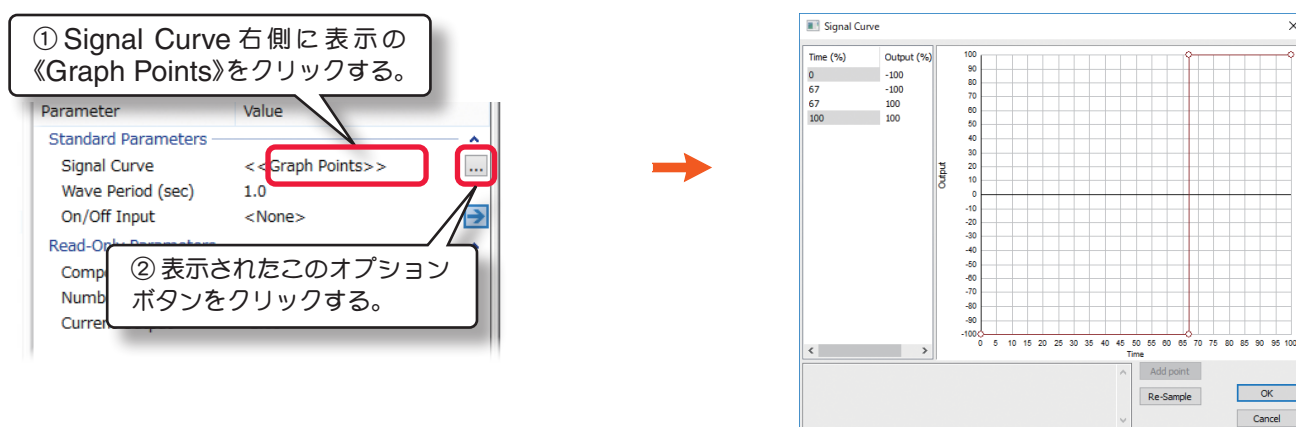 ① Signal Curve 右側に表示の
《Graph Points》をクリックする。
Parameter Value
Standard Parameters
Signal Curve <<Graph Points>> ...
Wave Period (sec) 1.0
On/Off Input <None>
② 表示されたこのオプション
ボタンをクリックする。
Signal Curve
Time (%) Output (%)
0 -100
67 -100
67 100
100 100
Output
100
90
80
70
60
50
40
30
20
10
0
-10
-20
-30
-40
-50
-60
-70
-80
-90
-100
0 5 10 15 20 25 30 35 40 45 50 55 60 65 70 75 80 85 90 95 100
Time
Add point
Re-Sample
OK
Cancel